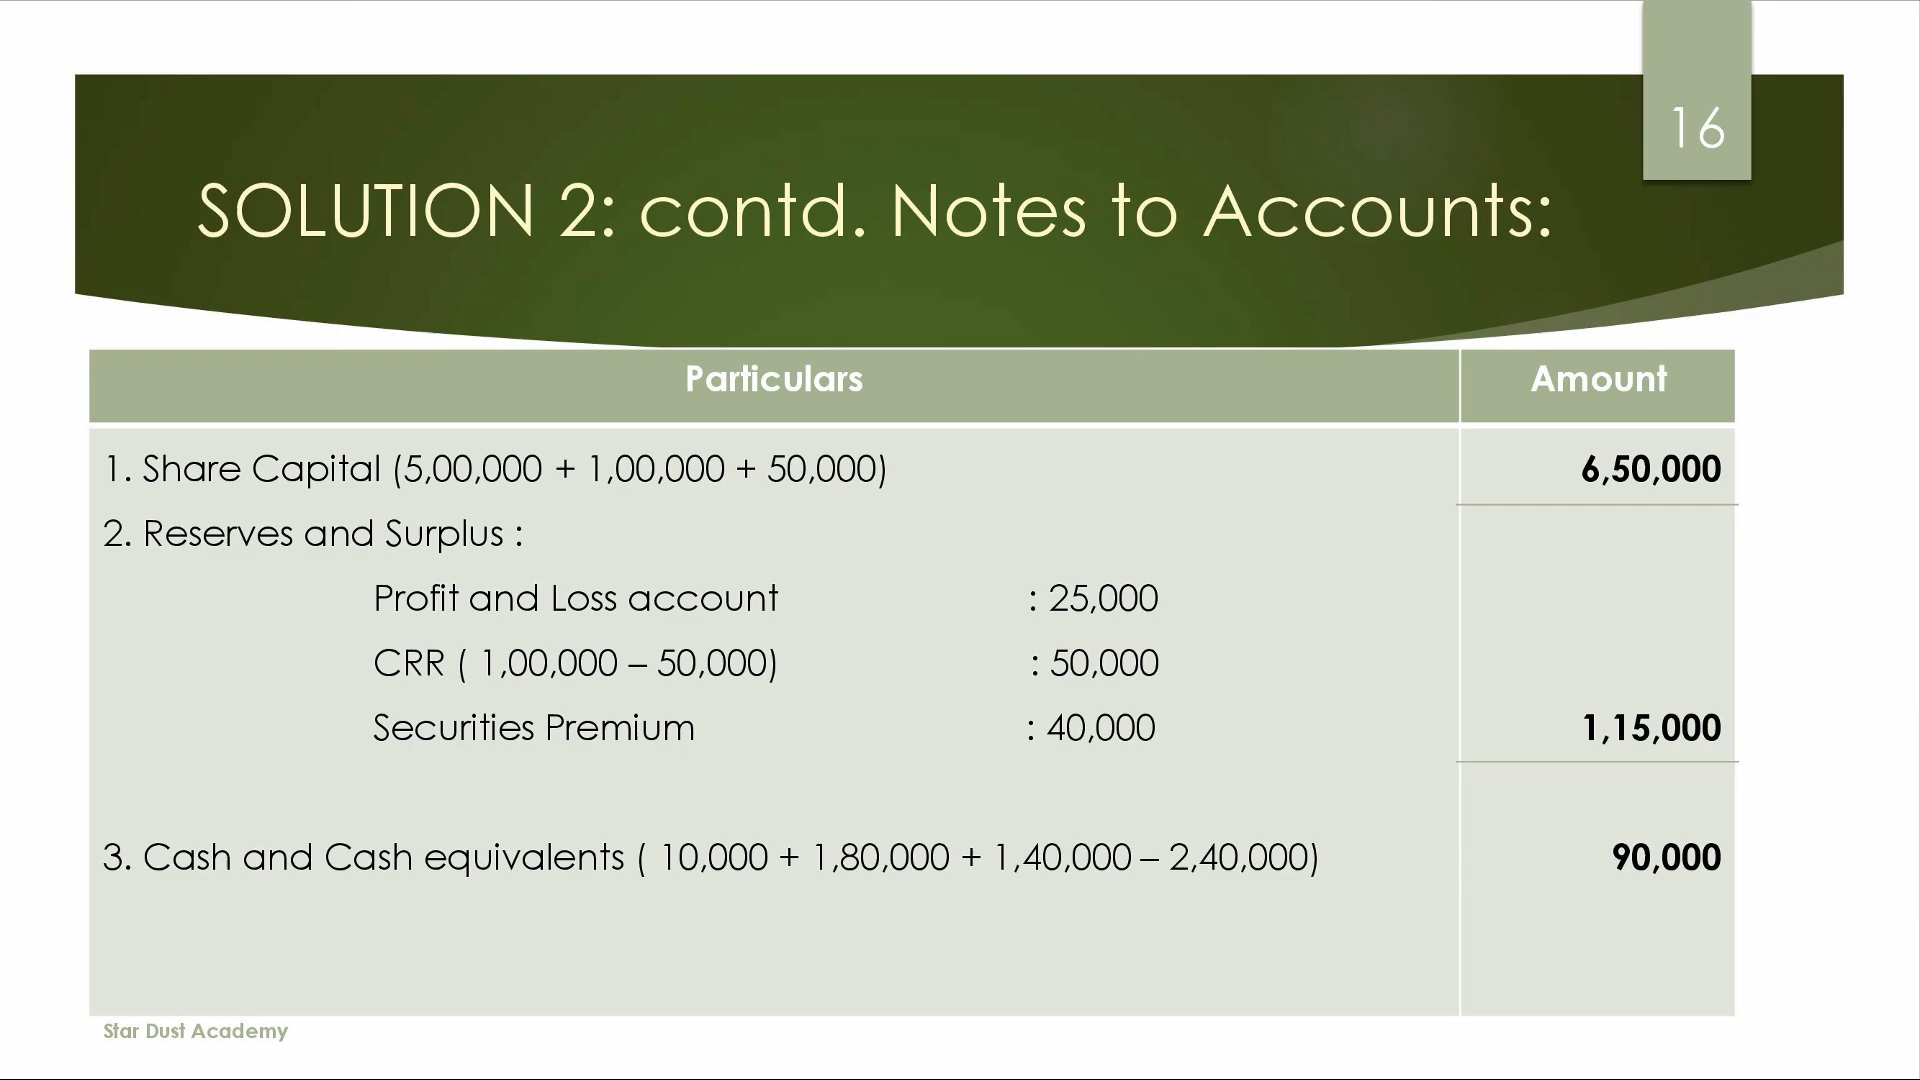 16
SOLUTION 2: contd. Notes to Accounts:
Particulars Amount
1. Share Capital (5,00,000 + 1,00,000 + 50,000) 6,50,000
2. Reserves and Surplus :
Profit and Loss account : 25,000
CRR ( 1,00,000 – 50,000) : 50,000
Securities Premium : 40,000 1,15,000
3. Cash and Cash equivalents ( 10,000 + 1,80,000 + 1,40,000 – 2,40,000) 90,000
Star Dust Academy